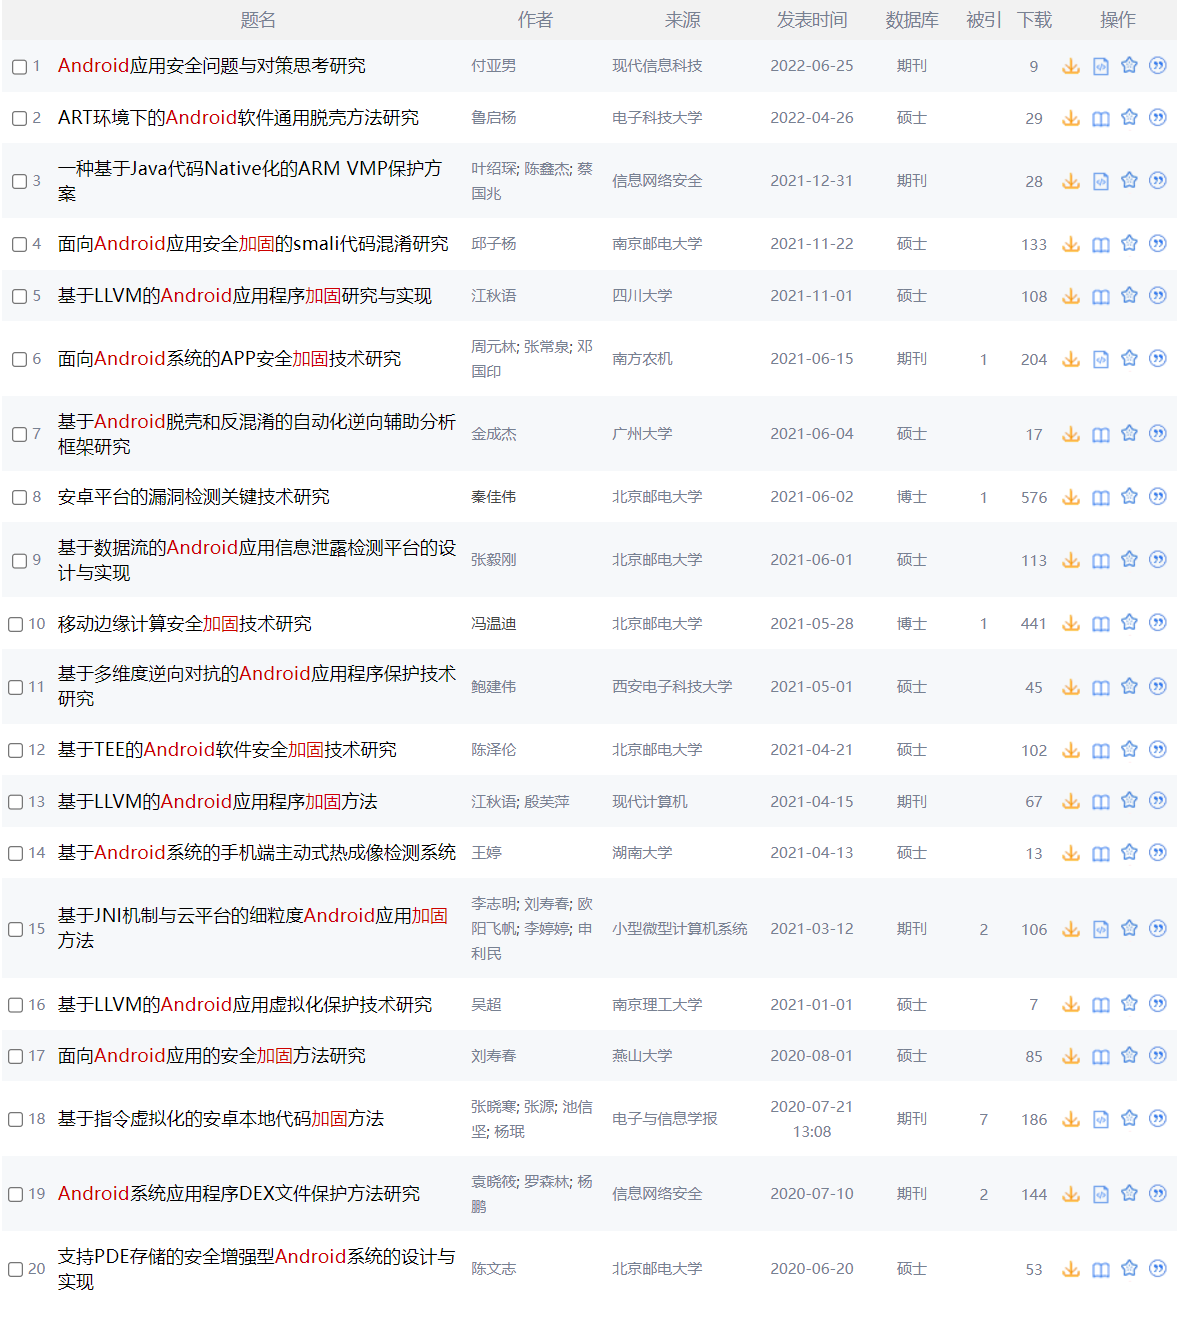 题名 作者 来源 发表时间 数据库 被引 下载 操作
1 Android应用安全问题与对策思考研究 付亚男 现代信息科技 2022-06-25 期刊 9
2 ART环境下的Android软件通用脱壳方法研究 鲁启杨 电子科技大学 2022-04-26 硕士 29
3 一种基于Java代码Native化的ARM VMP保护方
案 叶绍琛; 陈鑫杰; 蔡
国兆 信息网络安全 2021-12-31 期刊 28
4 面向Android应用安全加固的smali代码混淆研究 邱子杨 南京邮电大学 2021-11-22 硕士 133
5 基于LLVM的Android应用程序加固研究与实现 江秋语 四川大学 2021-11-01 硕士 108
6 面向Android系统的APP安全加固技术研究 周元林; 张常泉; 邓
国印 南方农机 2021-06-15 期刊 1 204
7 基于Android脱壳和反混淆的自动化逆向辅助分析
框架研究 金成杰 广州大学 2021-06-04 硕士 17
8 安卓平台的漏洞检测关键技术研究 秦佳伟 北京邮电大学 2021-06-02 博士 1 576
9 基于数据流的Android应用信息泄露检测平台的设
计与实现 张毅刚 北京邮电大学 2021-06-01 硕士 113
10 移动边缘计算安全加固技术研究 冯温迪 北京邮电大学 2021-05-28 博士 1 441
11 基于多维度逆向对抗的Android应用程序保护技术
研究 鲍建伟 西安电子科技大学 2021-05-01 硕士 45
12 基于TEE的Android软件安全加固技术研究 陈泽伦 北京邮电大学 2021-04-21 硕士 102
13 基于LLVM的Android应用程序加固方法 江秋语; 殷芙萍 现代计算机 2021-04-15 期刊 67
14 基于Android系统的手机端主动式热成像检测系统 王婷 湖南大学 2021-04-13 硕士 13
15 基于JNI机制与云平台的细粒度Android应用加固
方法 李志明; 刘寿春; 欧
阳飞帆; 李婷婷; 申
利民 小型微型计算机系统 2021-03-12 期刊 2 106
16 基于LLVM的Android应用虚拟化保护技术研究 吴超 南京理工大学 2021-01-01 硕士 7
17 面向Android应用的安全加固方法研究 刘寿春 燕山大学 2020-08-01 硕士 85
18 基于指令虚拟化的安卓本地代码加固方法 张晓寒; 张源; 池信
坚; 杨珉 电子与信息学报 2020-07-21
13:08 期刊 7 186
19 Android系统应用程序DEX文件保护方法研究 袁晓筱; 罗森林; 杨
鹏 信息网络安全 2020-07-10 期刊 2 144
20 支持PDE存储的安全增强型Android系统的设计与
实现 陈文志 北京邮电大学 2020-06-20 硕士 53